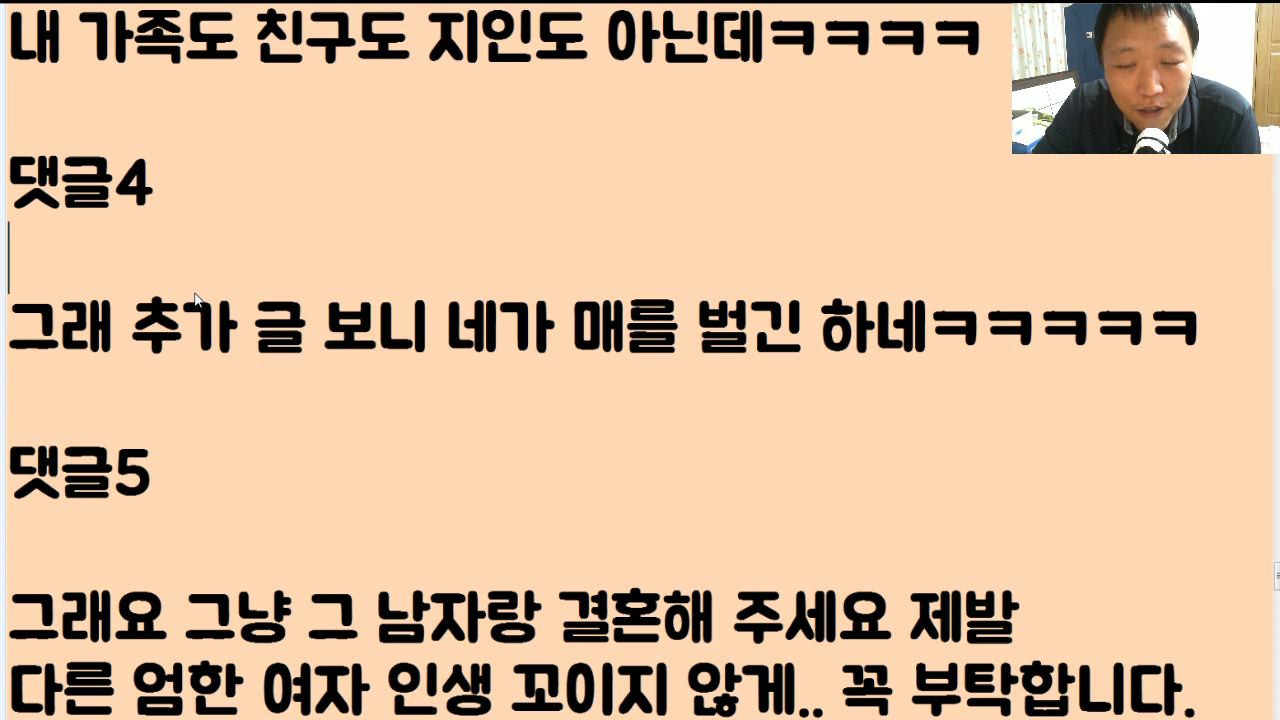 내 가족도 친구도 지인도 아닌데ㅋㅋㅋㅋ
댓글4
그래 추가 글 보니 네가 매를 벌긴 하네ㅋㅋㅋㅋㅋ
댓글5
그래요 그냥 그 남자랑 결혼해 주세요 제발
다른 엄한 여자 인생 꼬이지 않게.. 꼭 부탁합니다.